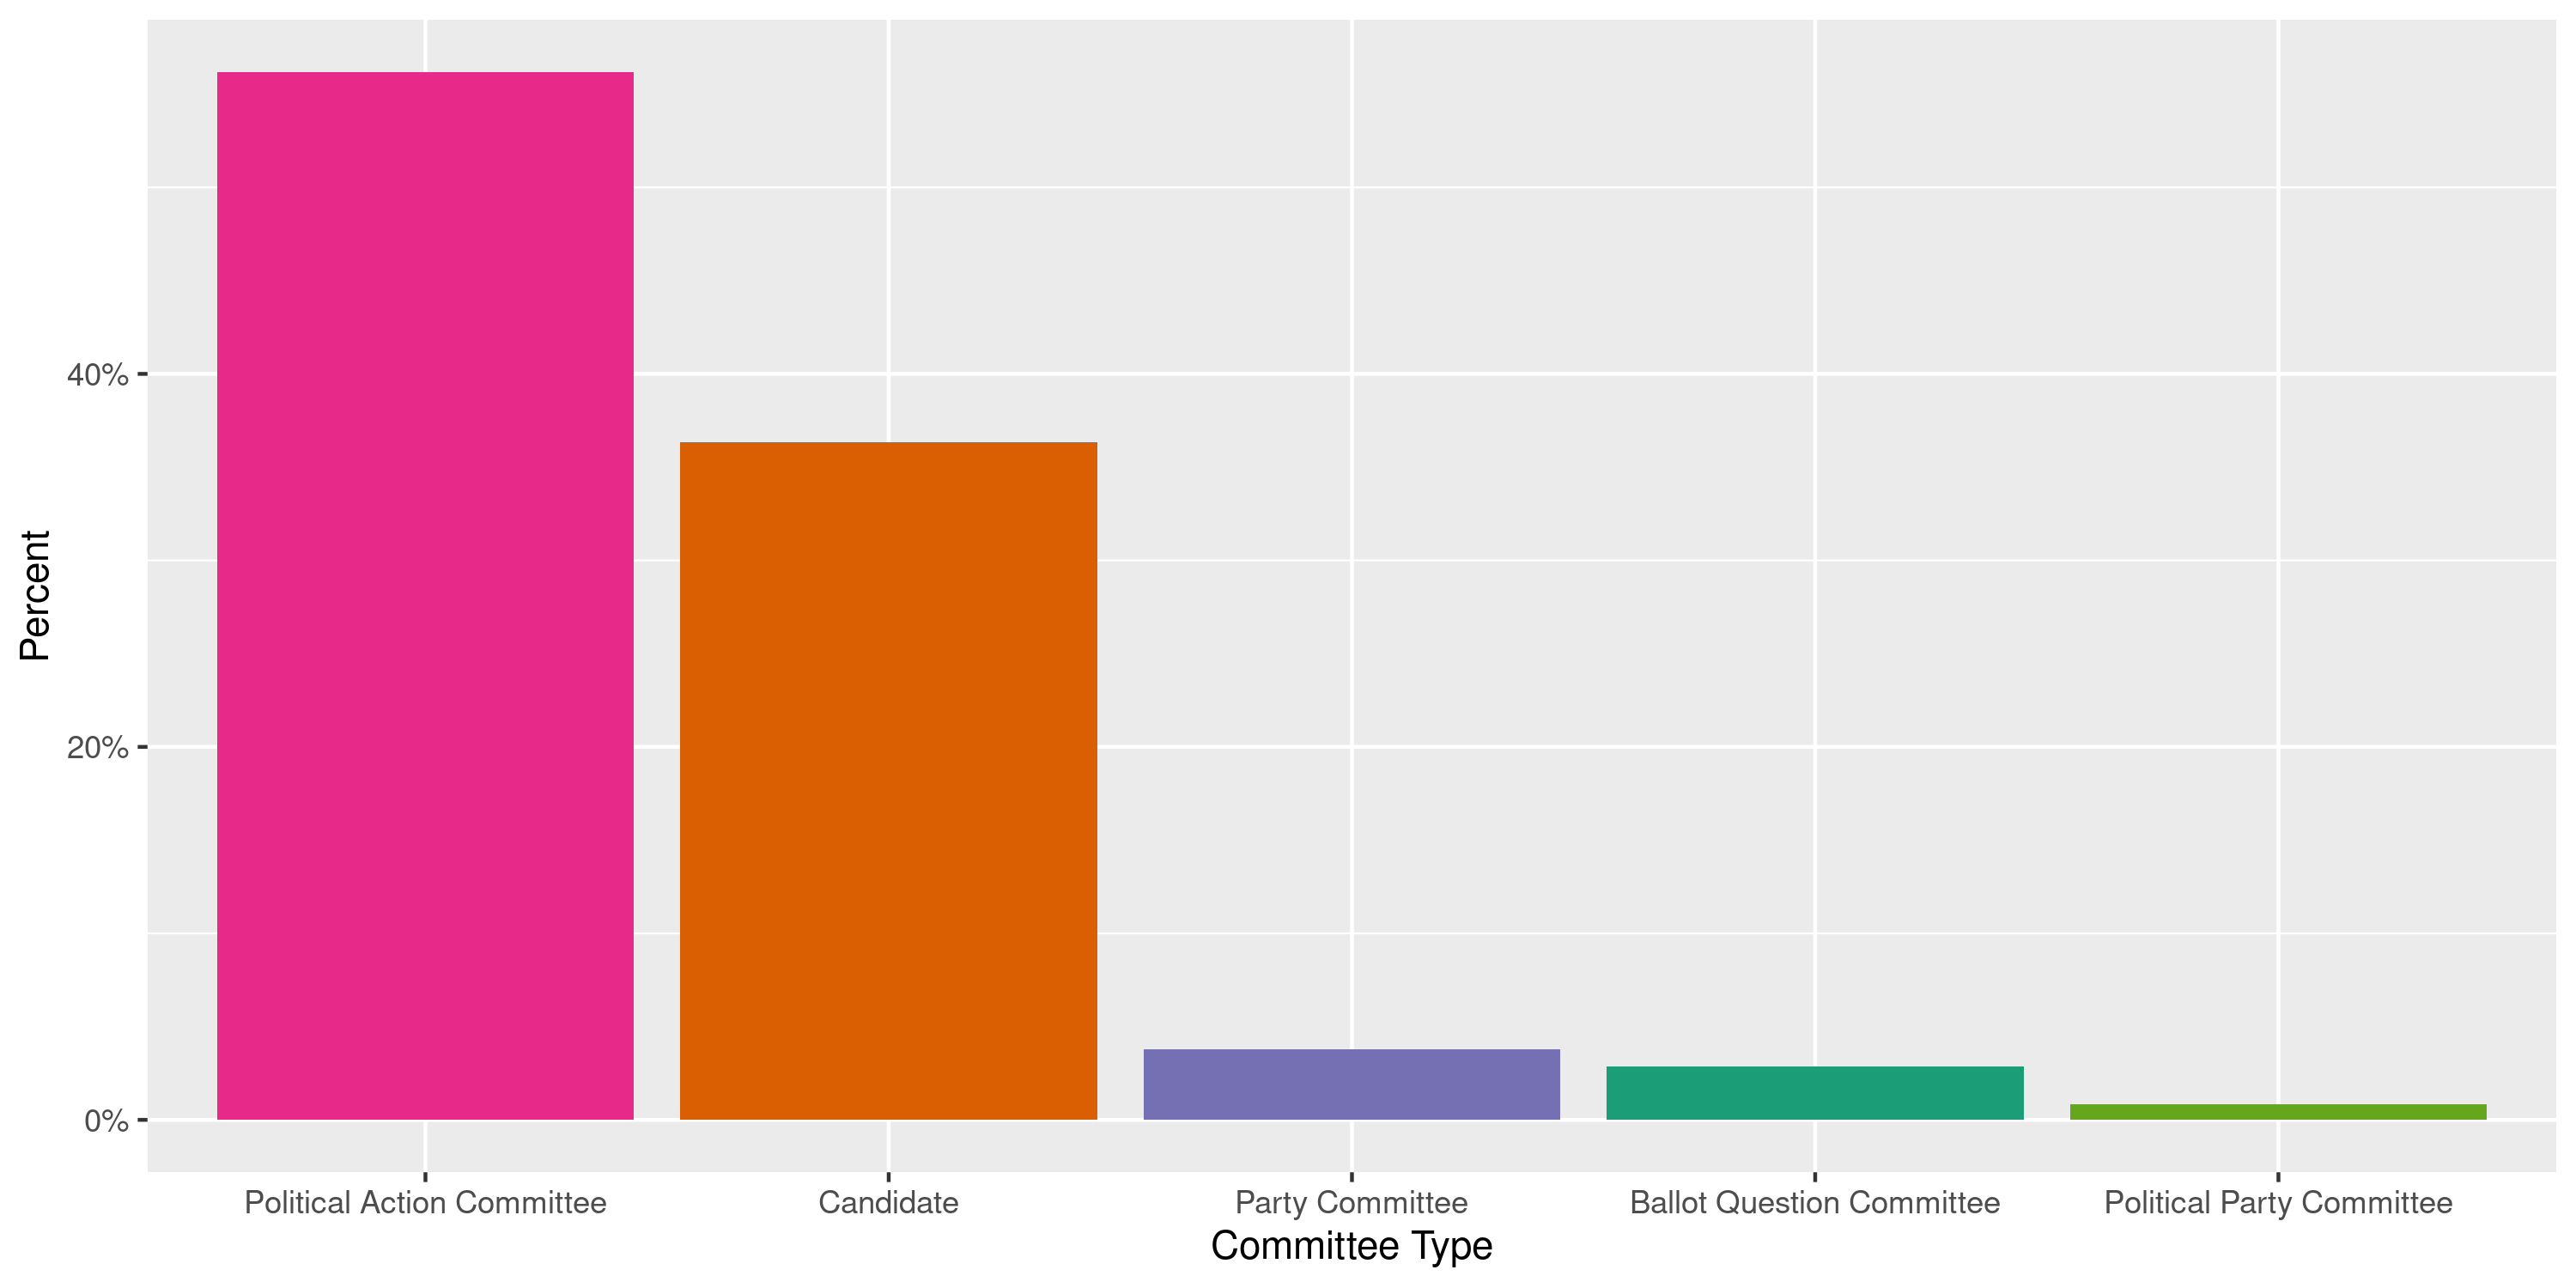 Percent
40%
20%
0%
Political Action Committee
Candidate
Party Committee
Ballot Question Committee
Political Party Committee
Committee Type